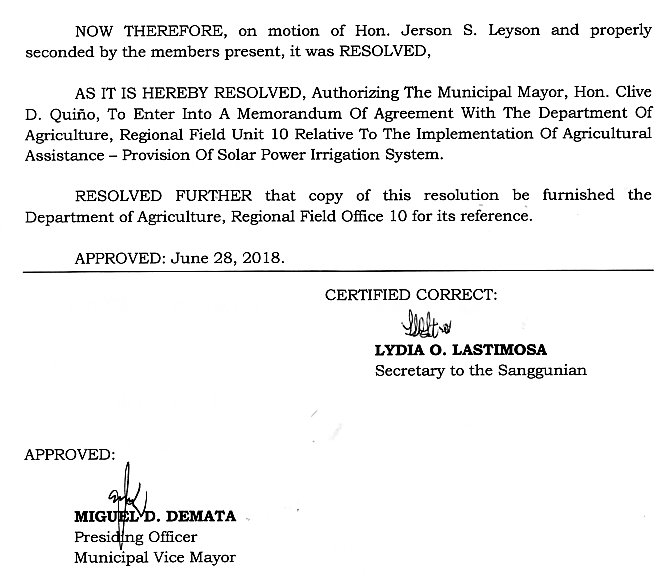 NOW THEREFORE, on motion of Hon. Jerson S. Leyson and properly
seconded by the members present, it was RESOLVED,
AS IT IS HEREBY RESOLVED, Authorizing The Municipal Mayor, Hon. Clive
D. Quiño, To Enter Into A Memorandum Of Agreement With The Department Of
Agriculture, Regional Field Unit 10 Relative To The Implementation Of Agricultural
Assistance – Provision Of Solar Power Irrigation System.
RESOLVED FURTHER that copy of this resolution be furnished the
Department of Agriculture, Regional Field Office 10 for its reference.
APPROVED: June 28, 2018.
CERTIFIED CORRECT:
LYDIA O. LASTIMOSA
Secretary to the Sanggunian
APPROVED:
MIGUEL D. DEMATA
Presiding Officer
Municipal Vice Mayor